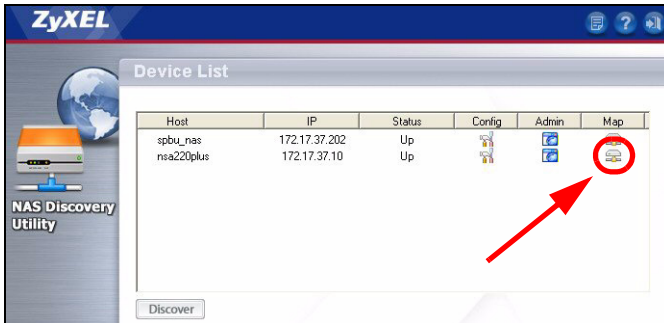 ZyXEL
Device List
Host IP Status Config Admin Map
spbu_nas 172.17.37.202 Up
nsa220plus 172.17.37.10 Up
NAS Discovery
Utility
Discover